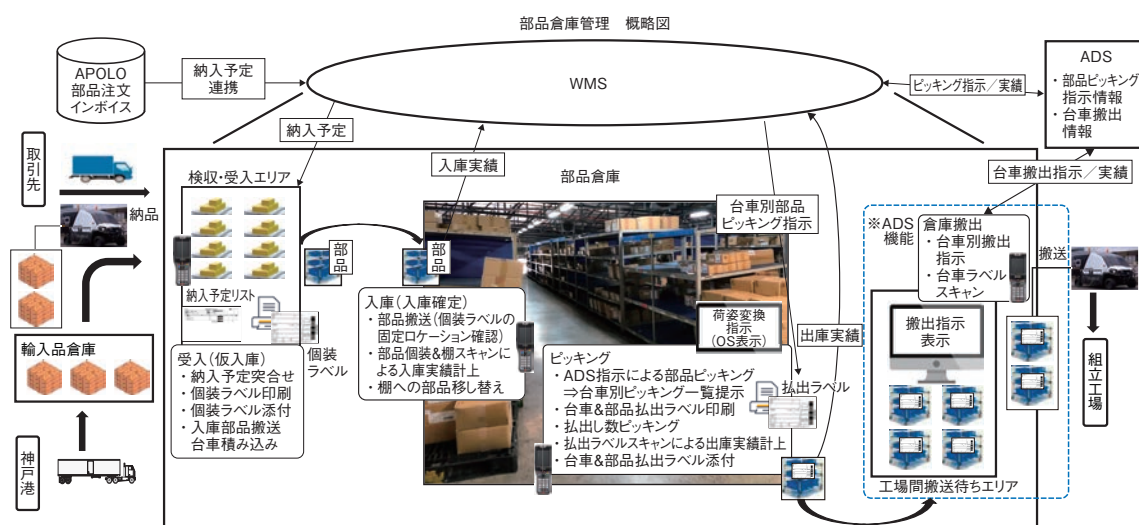 部品倉庫管理　概略図
APOLO
部品注文
インボイス
納入予定
連携
WMS
ピッキング指示／実績
ADS
・部品ピッキング
指示情報
・台車搬出
情報
納入予定
入庫実績
台車搬出指示／実績
取引先
納品
検収・受入エリア
部品倉庫
台車別部品
ピッキング指示
※ADS
機能
倉庫搬出
・台車別搬出
指示
・台車ラベル
スキャン
搬送
部品
部品
納入予定リスト
個装
ラベル
入庫（入庫確定）
・部品搬送（個装ラベルの
固定ロケーション確認）
・部品個装&棚スキャンに
よる入庫実績計上
・棚への部品移し替え
荷姿変換
指示
（OS表示）
出庫実績
搬出指示
表示
輸入品倉庫
受入（仮入庫）
・納入予定突合せ
・個装ラベル印刷
・個装ラベル添付
・入庫部品搬送
台車積み込み
ピッキング
・ADS指示による部品ピッキング
⇒台車別ピッキング一覧提示
・台車&部品払出ラベル印刷
・払出し数ピッキング
・払出ラベルスキャンによる出庫実績計上
・台車&部品払出ラベル添付
払出ラベル
組立工場
神戸港
工場間搬送待ちエリア